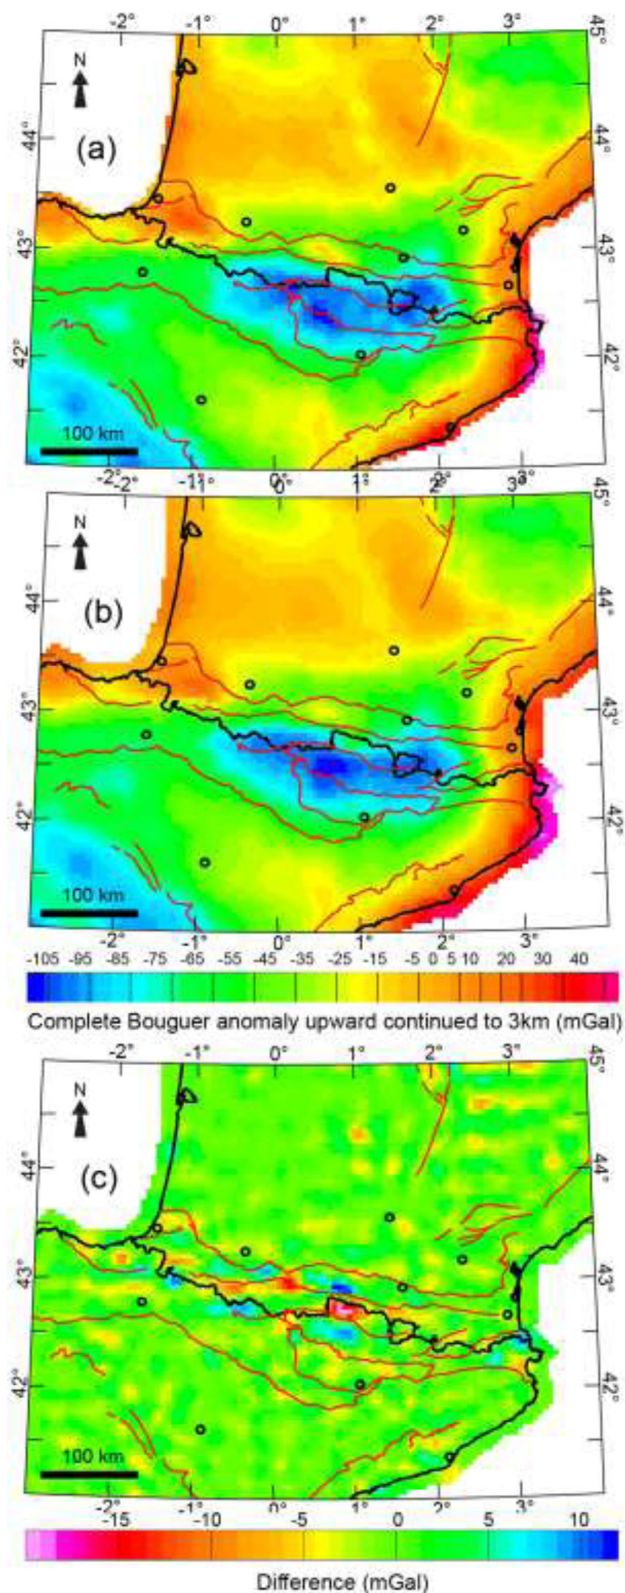 -2° -1° 0° 1° 2° 3°
45°
N
44° 44°
(a)
43° 43°
42° 42°
100 km
-2° -1° 0° 1° 2° 3°
45°
N
44° 44°
(b)
43° 43°
42° 42°
100 km
-2° -1° 0° 1° 2° 3°
-105 -95 -85 -75 -65 -55 -45 -35 -25 -15 -5 0 5 10 20 30 40
Complete Bouguer anomaly upward continued to 3km (mGal)
-2° -1° 0° 1° 2° 3°
45°
N
44° 44°
(c)
43° 43°
42° 42°
100 km
-2° -1° 0° 1° 2° 3°
-15 -10 -5 0 5 10
Difference (mGal)